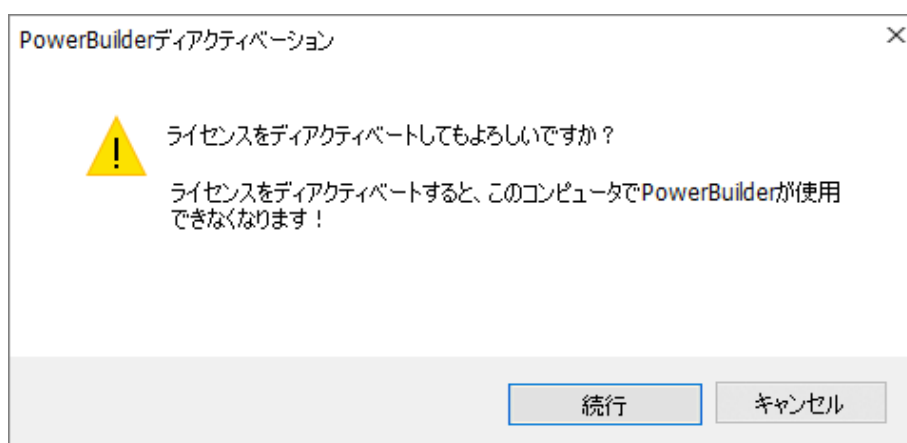 PowerBuilderディアクティベーション
ライセンスをディアクティベートしてもよろしいですか？
ライセンスをディアクティベートすると、このコンピュータでPowerBuilderが使用
できなくなります！
続行
キャンセル